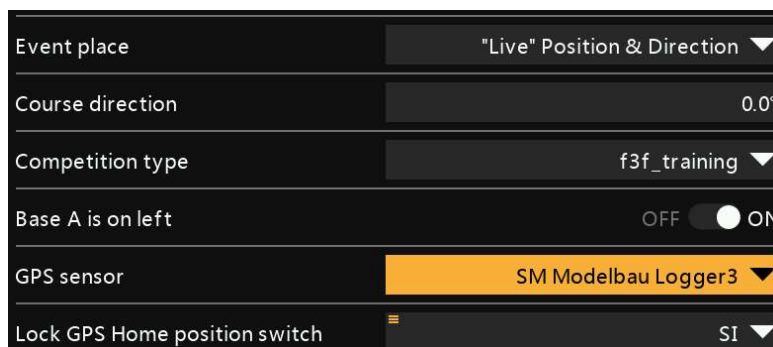 Event place "Live" Position & Direction
Course direction 0.0°
Competition type f3f_training
Base A is on left OFF ON
GPS sensor SM Modelbau Logger3
Lock GPS Home position switch SI